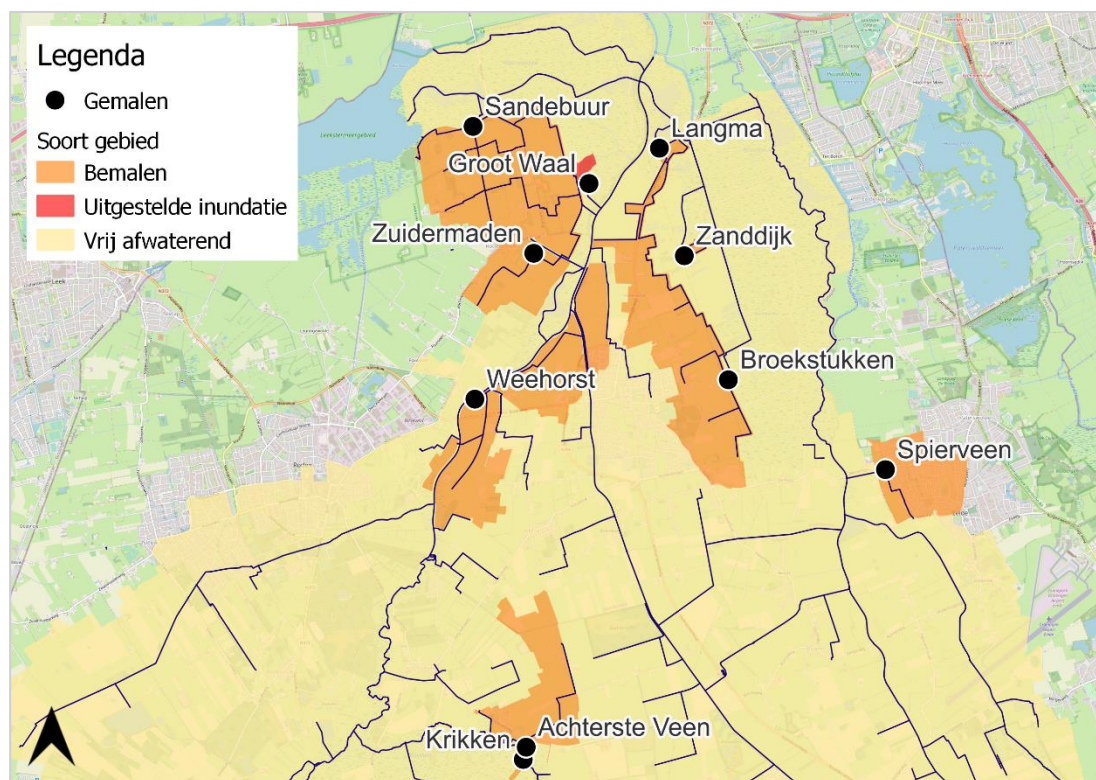 Legenda
Gemalen
Soort gebied
Bemalen
Uitgestelde inundatie
Vrij afwaterend
Sandebuur
Langma
Groot Waal
Zuidermaden
Zanddijk
Broekstukken
Weehorst
Spierveen
Achterste Veen
Krikken